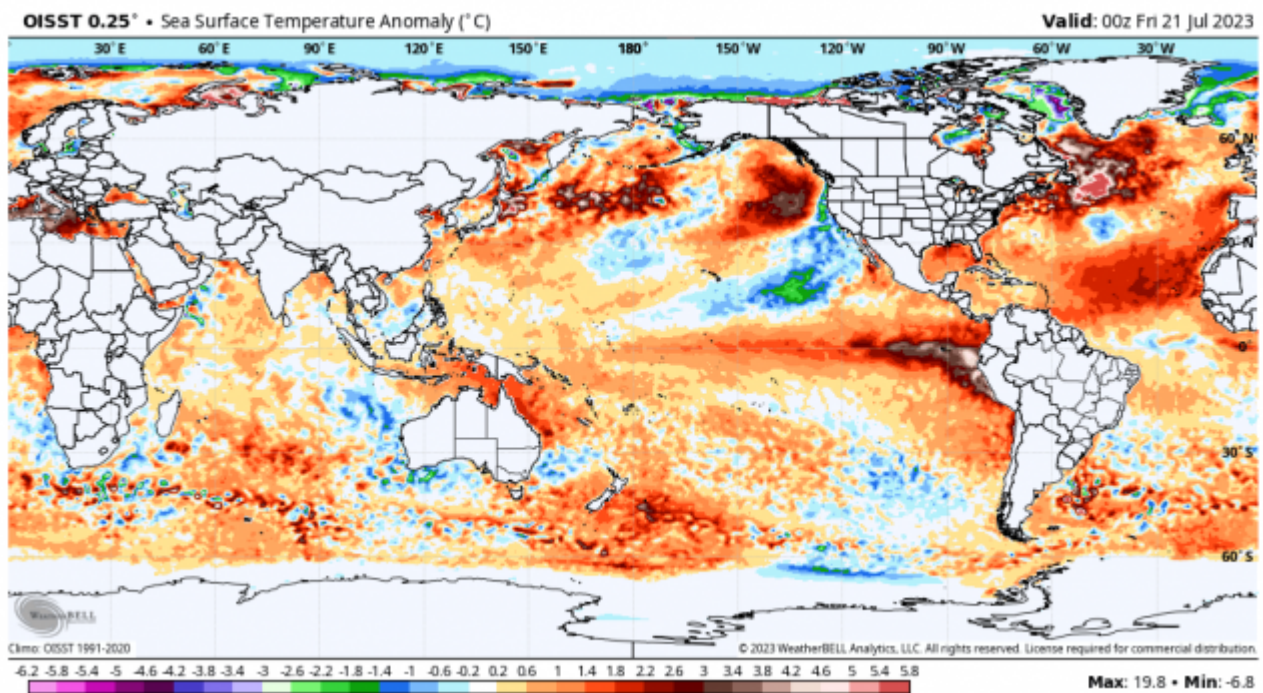 OISST 0.25° • Sea Surface Temperature Anomaly (°C)
Valid: 00z Fri 21 Jul 2023
30°E 60°E 90°E 120°E 150°E 180° 150°W 120°W 90°W 60°W 30°W
60°N
30°N
0°
30°S
60°S
WeatherBELL
Climo: OISST 1991-2020
© 2023 WeatherBELL Analytics, LLC. All rights reserved. License required for commercial distribution.
-6.2 -5.8 -5.4 -5 -4.6 -4.2 -3.8 -3.4 -3 -2.6 -2.2 -1.8 -1.4 -1 -0.6 -0.2 0.2 0.6 1 1.4 1.8 2.2 2.6 3 3.4 3.8 4.2 4.6 5 5.4 5.8
Max: 19.8 • Min: -6.8